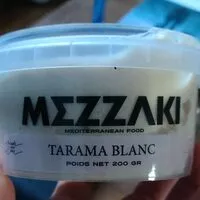 MΣZZAKI
MEDITERRANEAN FOOD
TARAMA BLANC
POIDS NET 200 GR